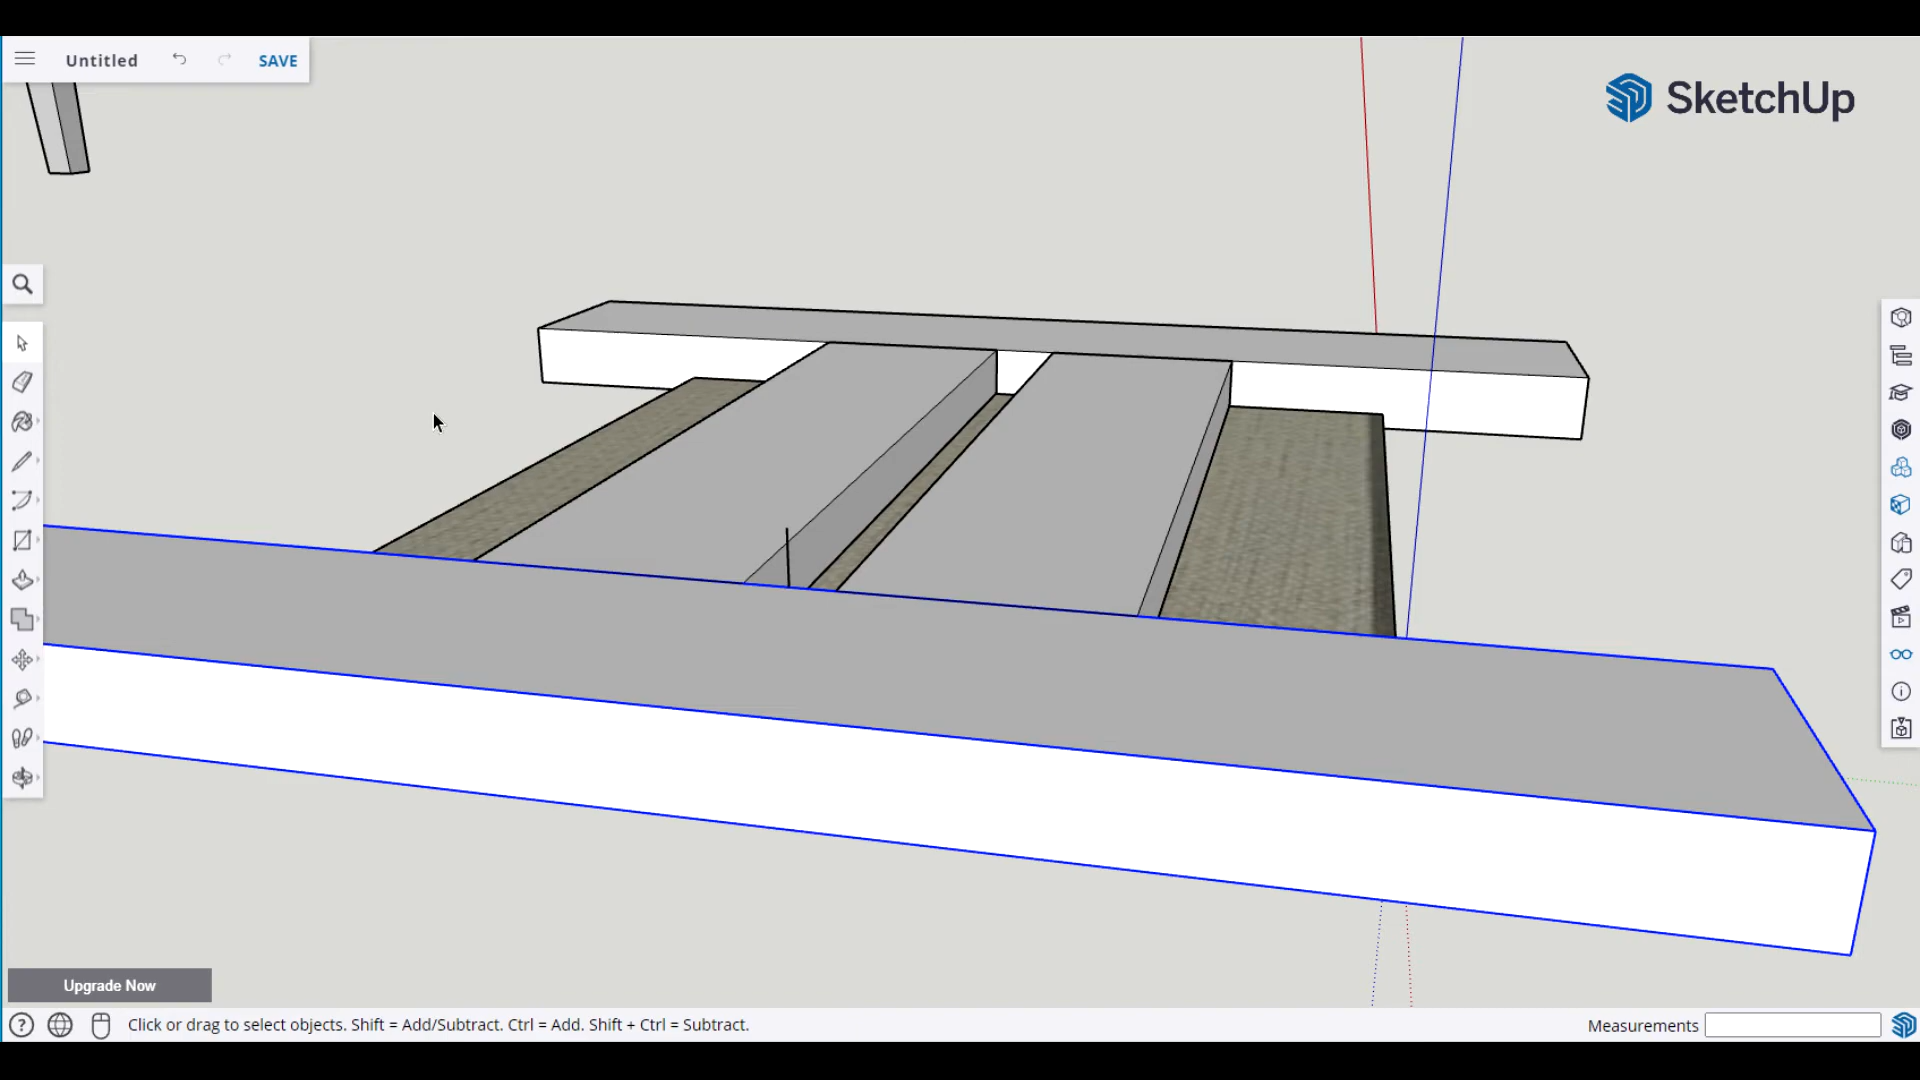 Untitled
SAVE
SketchUp
Upgrade Now
Click or drag to select objects. Shift = Add/Subtract. Ctrl = Add. Shift + Ctrl = Subtract.
Measurements